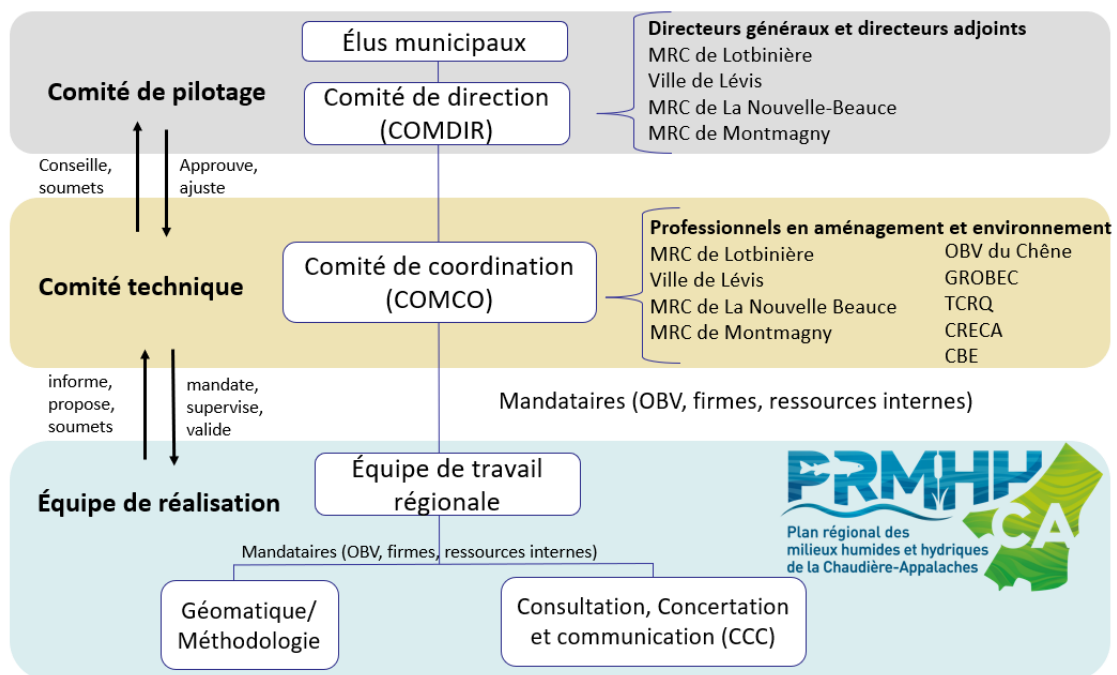 Élus municipaux
Comité de pilotage
Comité de direction
(COMDIR)
Directeurs généraux et directeurs adjoints
MRC de Lotbinière
Ville de Lévis
MRC de La Nouvelle-Beauce
MRC de Montmagny
Conseille,
soumets
Approuve,
ajuste
Comité technique
Comité de coordination
(COMCO)
Professionnels en aménagement et environnement
MRC de Lotbinière
Ville de Lévis
MRC de La Nouvelle Beauce
MRC de Montmagny
OBV du Chêne
GROBEC
TCRQ
CRECA
CBE
informe,
propose,
soumets
mandate,
supervise,
valide
Mandataires (OBV, firmes, ressources internes)
Équipe de réalisation
Équipe de travail
régionale
Mandataires (OBV, firmes, ressources internes)
Géomatique/
Méthodologie
Consultation, Concertation
et communication (CCC)
PRMHH
CA
Plan régional des
milieux humides et hydriques
de la Chaudière-Appalaches